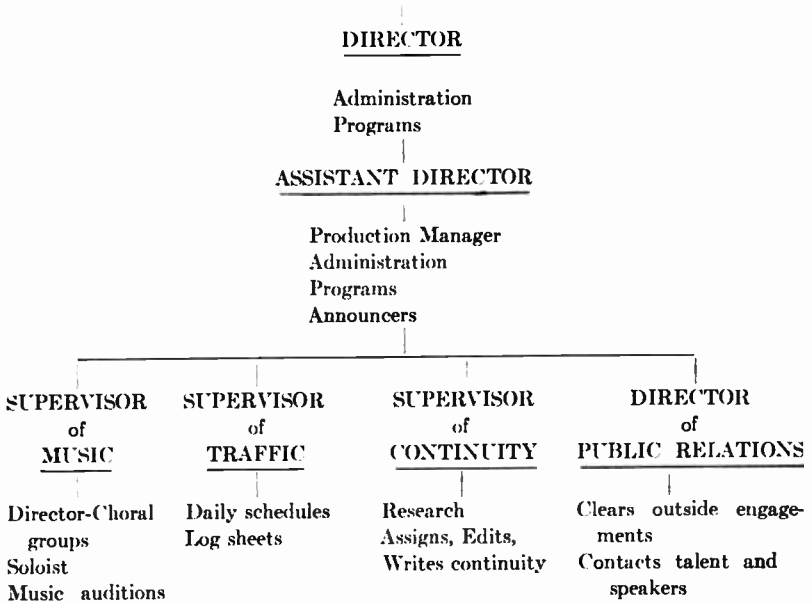 DIRECTOR
Administration
Programs
ASSISTANT DIRECTOR
Production Manager
Administration
Programs
Announcers
SUPERVISOR
of
MUSIC
Director-Choral
groups
Soloist
Music auditions
SUPERVISOR
of
TRAFFIC
Daily schedules
Log sheets
SUPERVISOR
of
CONTINUITY
Research
Assigns, Edits,
Writes continuity
DIRECTOR
of
PUBLIC RELATIONS
Clears outside engage-
ments
Contacts talent and
speakers